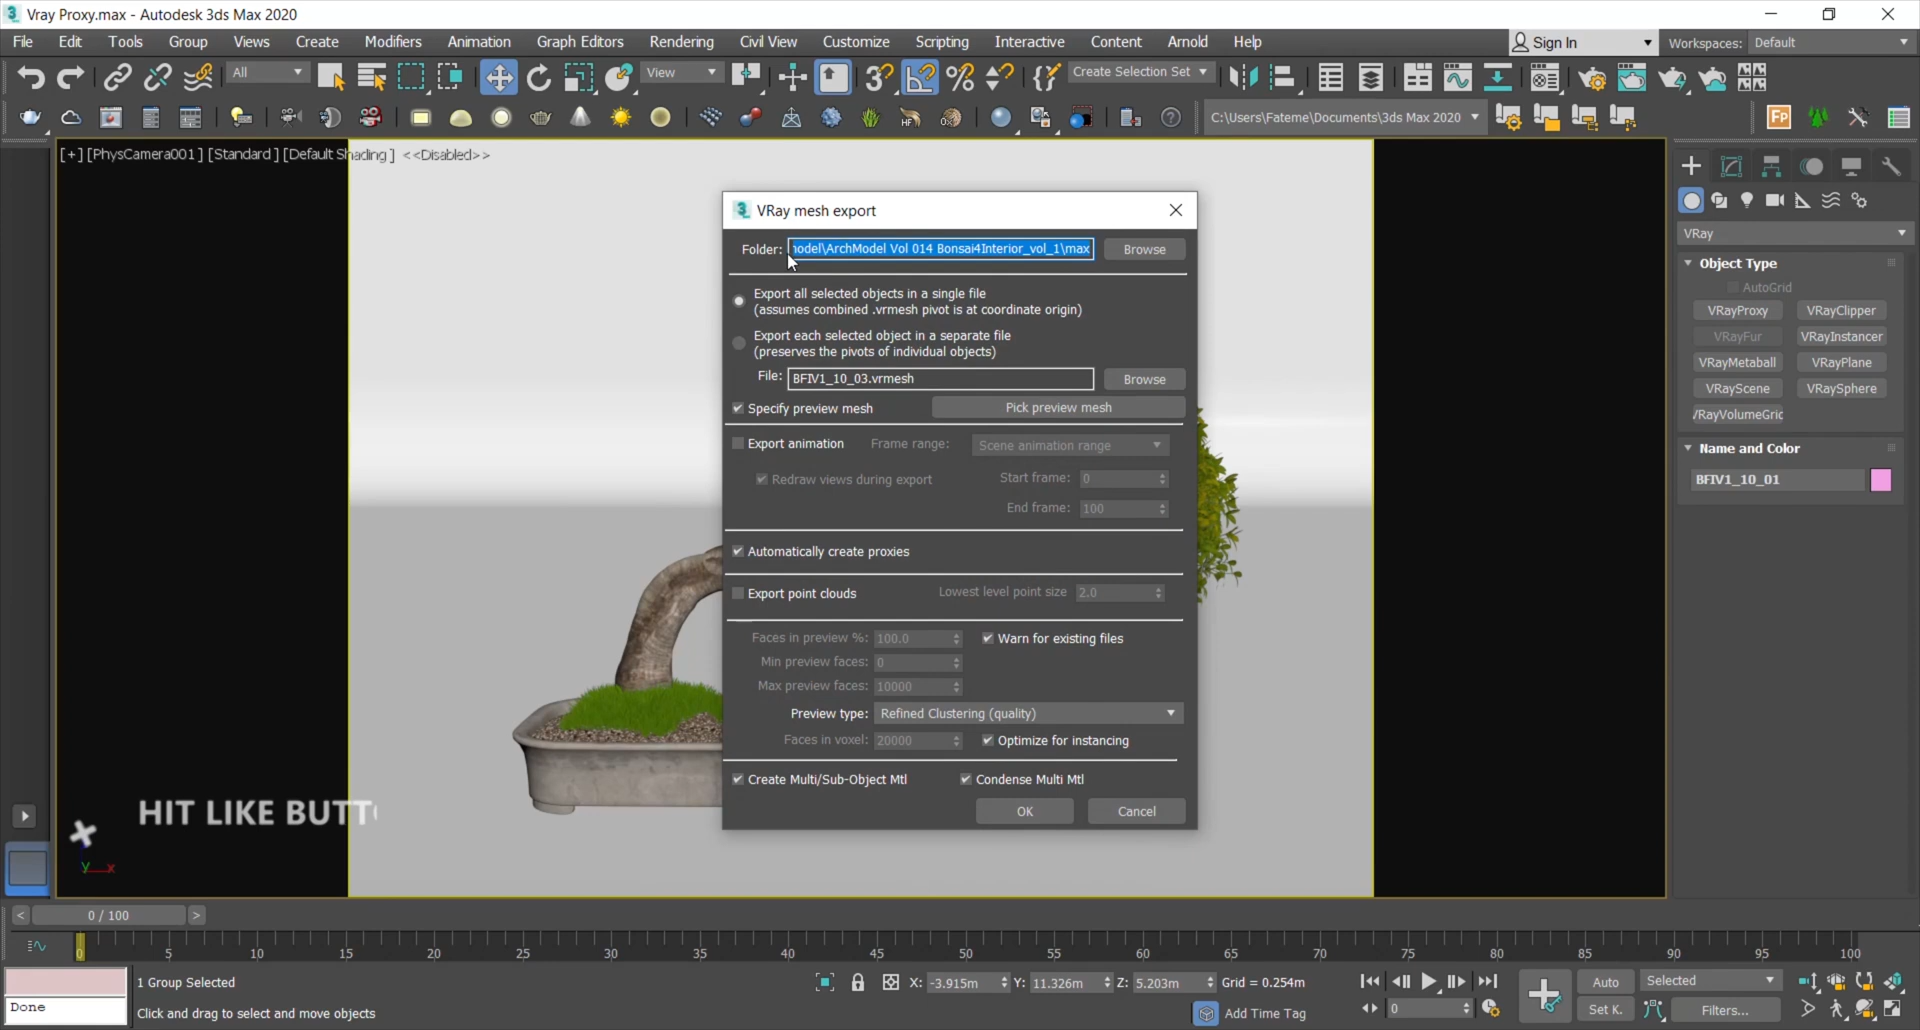 Vray Proxy.max - Autodesk 3ds Max 2020
File Edit Tools Group Views Create Modifiers Animation Graph Editors Rendering Civil View Customize Scripting Interactive Content Arnold Help
Sign In
Workspaces: Default
All
View
Create Selection Set
C:\Users\Fateme\Documents\3ds Max 2020
[+] [PhysCamera001] [Standard] [Default Shading] <<Disabled>>
VRay mesh export
Folder: \ArchModel Vol 014 Bonsai4Interior_vol_1\max Browse
Export all selected objects in a single file
(assumes combined .vrmesh pivot is at coordinate origin)
Export each selected object in a separate file
(preserves the pivots of individual objects)
File: BFIV1_10_03.vrmesh Browse
Specify preview mesh Pick preview mesh
Export animation Frame range: Scene animation range
Redraw views during export Start frame: 0
End frame: 100
Automatically create proxies
Export point clouds Lowest level point size 2.0
Faces in preview %: 100.0 Warn for existing files
Min preview faces: 0
Max preview faces: 10000
Preview type: Refined Clustering (quality)
Faces in voxel: 20000 Optimize for instancing
Create Multi/Sub-Object Mtl Condense Multi Mtl
OK Cancel
VRay
Object Type
AutoGrid
VRayProxy VRayClipper
VRayFur VRayInstancer
VRayMetaball VRayPlane
VRayScene VRaySphere
VRayVolumeGrid
Name and Color
BFIV1_10_01
HIT LIKE BUTT
y x
< 0 / 100 >
0 5 10 15 20 25 30 35 40 45 50 55 60 65 70 75 80 85 90 95 100
1 Group Selected
X: -3.915m Y: 11.326m Z: 5.203m Grid = 0.254m
Auto Selected
Done
Click and drag to select and move objects
Add Time Tag
0
Set K. Filters...